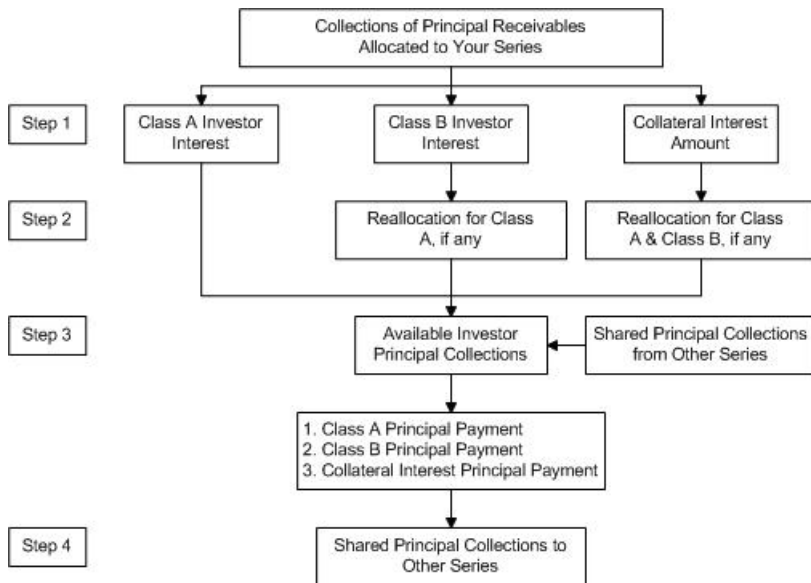 Collections of Principal Receivables
Allocated to Your Series
Step 1
Class A Investor
Interest
Class B Investor
Interest
Collateral Interest
Amount
Step 2
Reallocation for Class
A, if any
Reallocation for Class
A & Class B, if any
Step 3
Available Investor
Principal Collections
Shared Principal Collections
from Other Series
1. Class A Principal Payment
2. Class B Principal Payment
3. Collateral Interest Principal Payment
Step 4
Shared Principal Collections to
Other Series